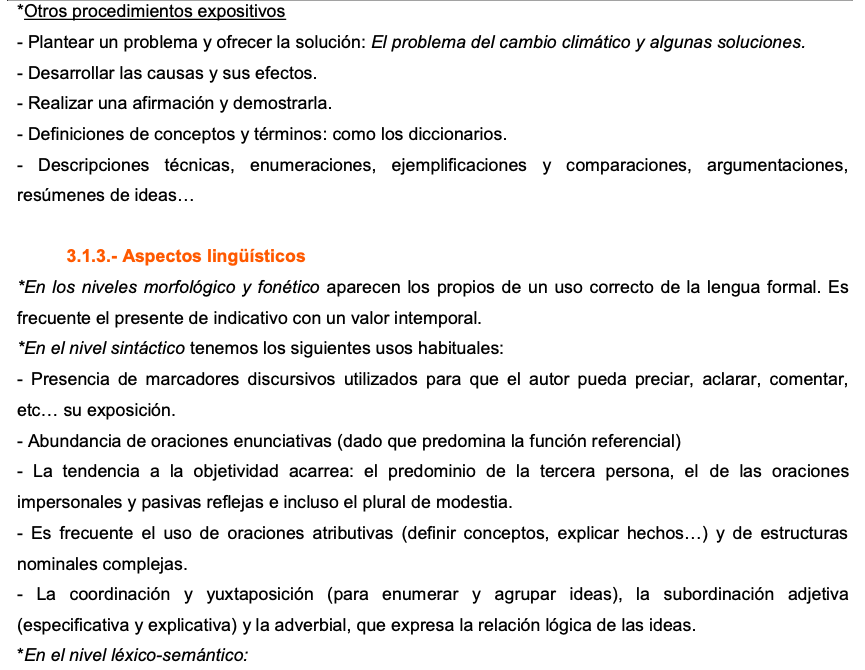 *Otros procedimientos expositivos
- Plantear un problema y ofrecer la solución: El problema del cambio climático y algunas soluciones.
- Desarrollar las causas y sus efectos.
- Realizar una afirmación y demostrarla.
- Definiciones de conceptos y términos: como los diccionarios.
- Descripciones técnicas, enumeraciones, ejemplificaciones y comparaciones, argumentaciones,
resúmenes de ideas…
3.1.3.- Aspectos lingüísticos
*En los niveles morfológico y fonético aparecen los propios de un uso correcto de la lengua formal. Es
frecuente el presente de indicativo con un valor intemporal.
*En el nivel sintáctico tenemos los siguientes usos habituales:
- Presencia de marcadores discursivos utilizados para que el autor pueda preciar, aclarar, comentar,
etc… su exposición.
- Abundancia de oraciones enunciativas (dado que predomina la función referencial)
- La tendencia a la objetividad acarrea: el predominio de la tercera persona, el de las oraciones
impersonales y pasivas reflejas e incluso el plural de modestia.
- Es frecuente el uso de oraciones atributivas (definir conceptos, explicar hechos…) y de estructuras
nominales complejas.
- La coordinación y yuxtaposición (para enumerar y agrupar ideas), la subordinación adjetiva
(especificativa y explicativa) y la adverbial, que expresa la relación lógica de las ideas.
*En el nivel léxico-semántico: